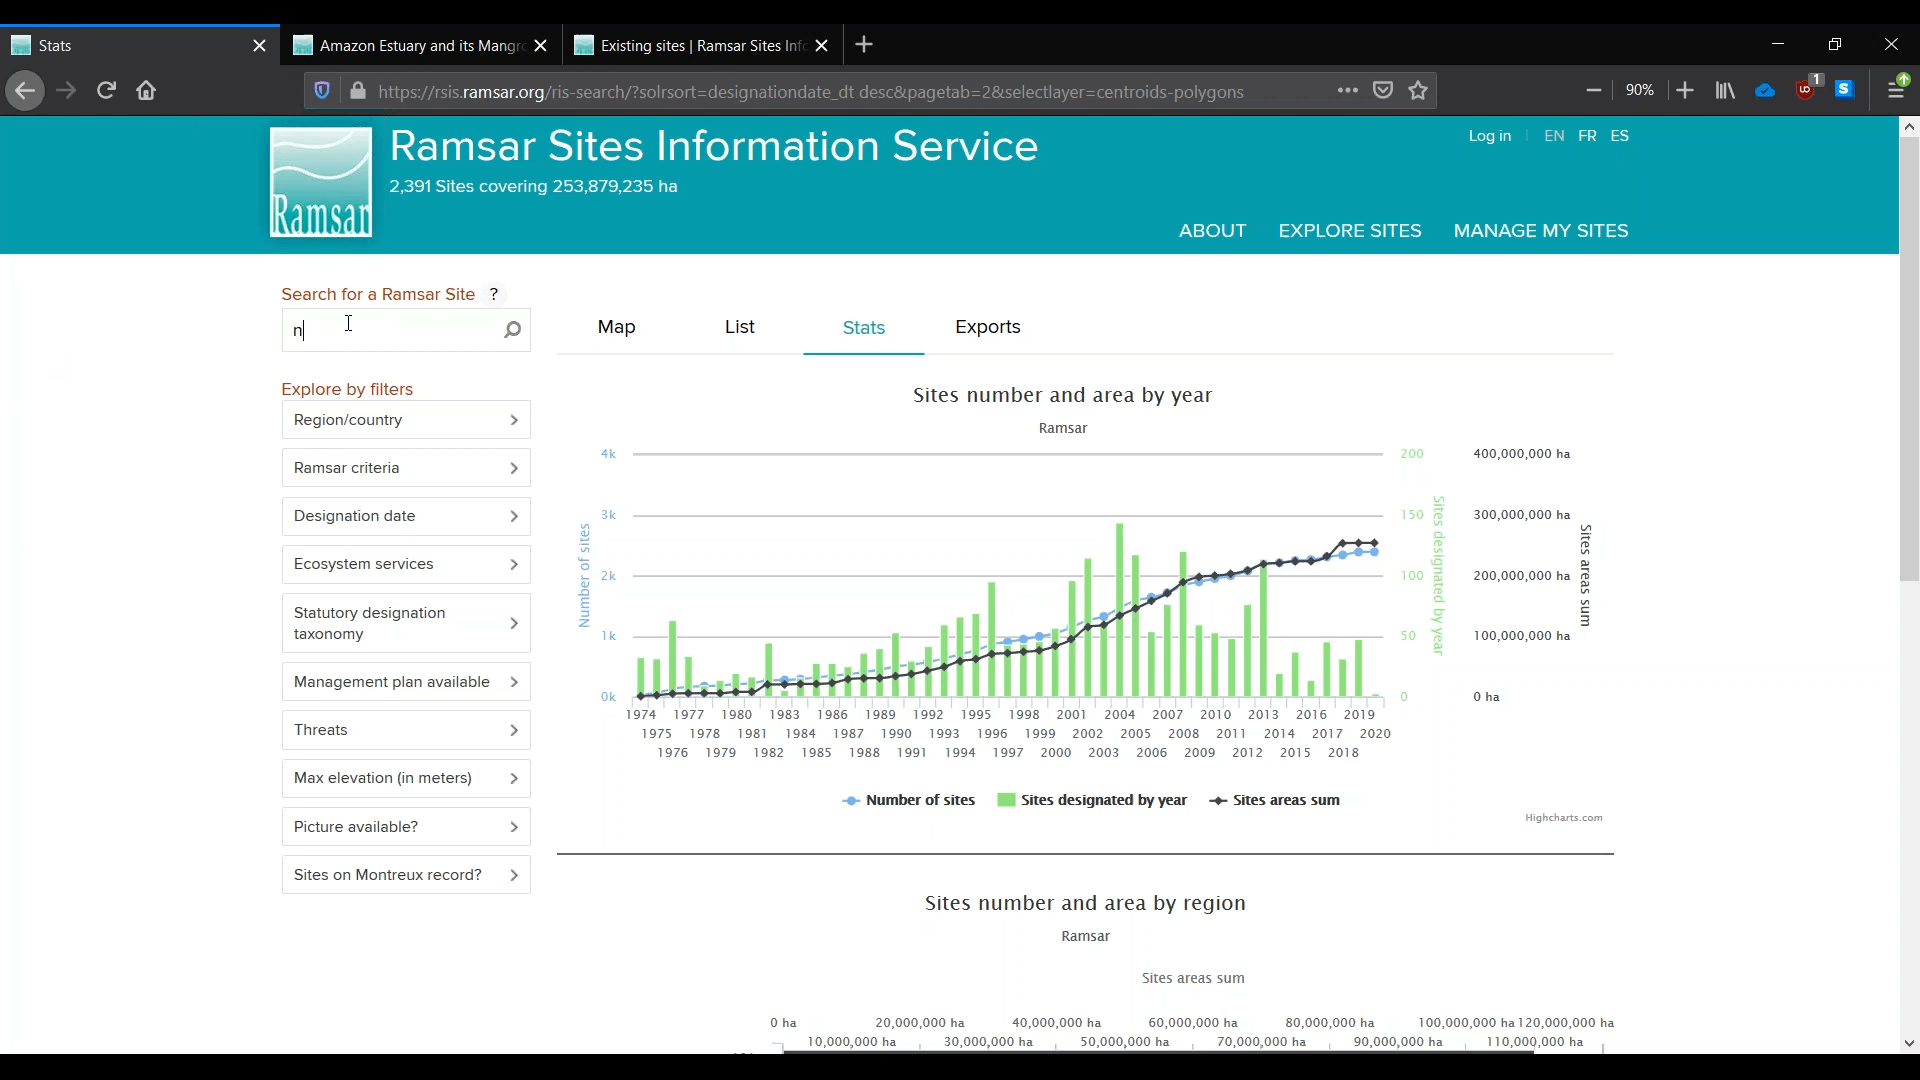 Stats
Amazon Estuary and its Mangr
Existing sites | Ramsar Sites Info
https://rsis.ramsar.org/ris-search/?solrsort=designationdate_dt desc&pagetab=2&selectlayer=centroids-polygons
90%
1
S
Ramsar
Ramsar Sites Information Service
2,391 Sites covering 253,879,235 ha
Log in EN FR ES
ABOUT EXPLORE SITES MANAGE MY SITES
Search for a Ramsar Site ?
n
Explore by filters
Region/country
Ramsar criteria
Designation date
Ecosystem services
Statutory designation
taxonomy
Management plan available
Threats
Max elevation (in meters)
Picture available?
Sites on Montreux record?
Map List Stats Exports
Sites number and area by year
Ramsar
4k 200 400,000,000 ha
3k 150 300,000,000 ha
2k 100 200,000,000 ha
1k 50 100,000,000 ha
0k 0 0 ha
Number of sites
Sites designated by year
Sites areas sum
1974 1977 1980 1983 1986 1989 1992 1995 1998 2001 2004 2007 2010 2013 2016 2019
1975 1978 1981 1984 1987 1990 1993 1996 1999 2002 2005 2008 2011 2014 2017 2020
1976 1979 1982 1985 1988 1991 1994 1997 2000 2003 2006 2009 2012 2015 2018
Number of sites Sites designated by year Sites areas sum
Highcharts.com
Sites number and area by region
Ramsar
Sites areas sum
0 ha 20,000,000 ha 40,000,000 ha 60,000,000 ha 80,000,000 ha 100,000,000 ha 120,000,000 ha
10,000,000 ha 30,000,000 ha 50,000,000 ha 70,000,000 ha 90,000,000 ha 110,000,000 ha